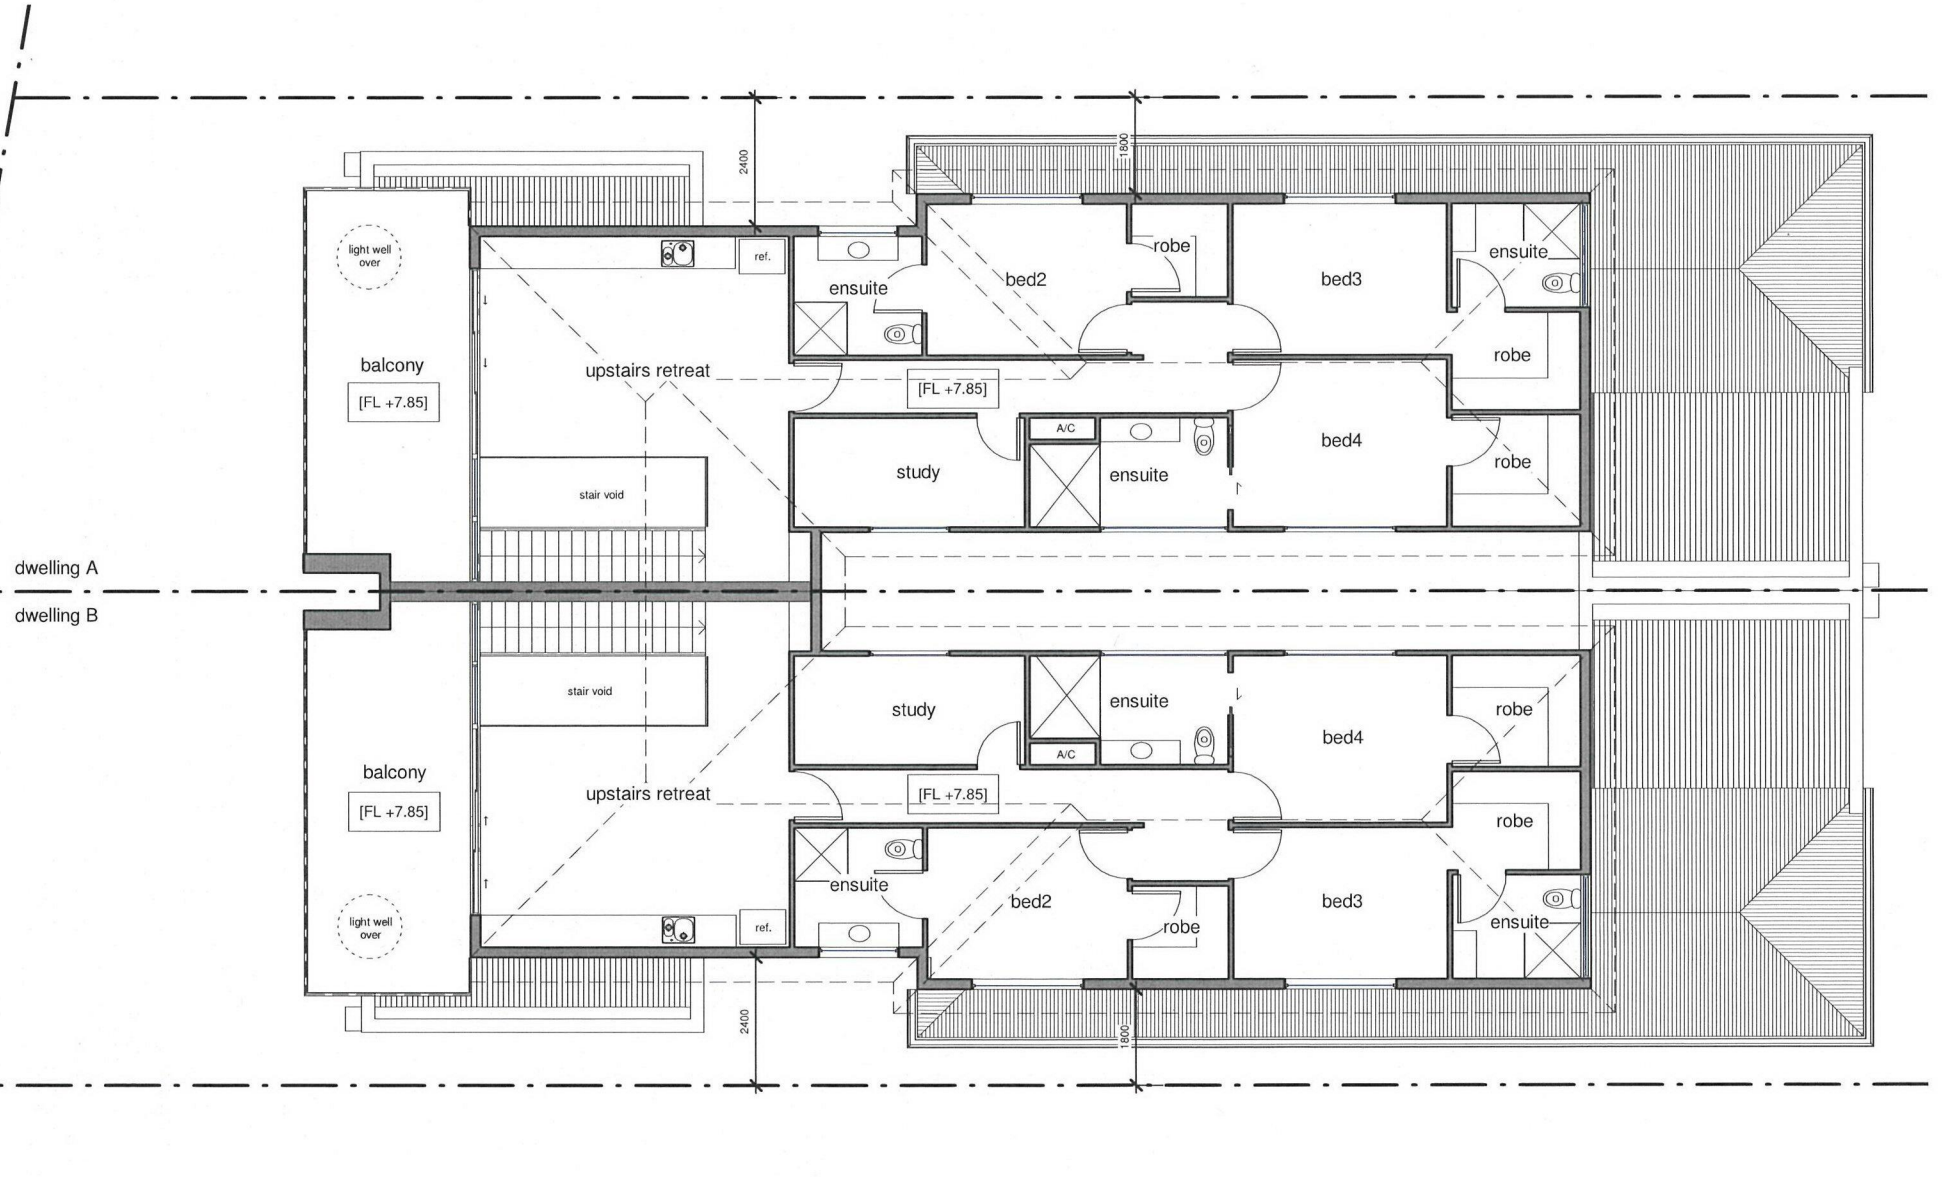 2400
1800
light well
over
ref.
robe
ensuite
bed2
bed3
ensuite
balcony
[FL +7.85]
upstairs retreat
[FL +7.85]
robe
A/C
bed4
study
ensuite
robe
stair void
dwelling A
dwelling B
stair void
study
ensuite
robe
bed4
A/C
balcony
[FL +7.85]
upstairs retreat
[FL +7.85]
robe
ensuite
bed2
bed3
light well
over
ref.
robe
ensuite
2400
1800